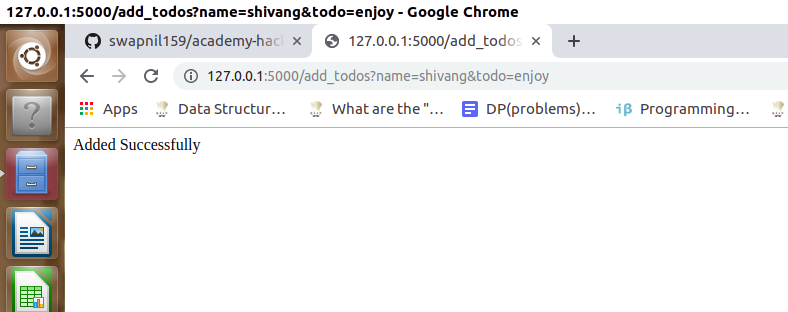 127.0.0.1:5000/add_todos?name=shivang&todo=enjoy - Google Chrome
swapnil159/academy-hac
127.0.0.1:5000/add_todos
127.0.0.1:5000/add_todos?name=shivang&todo=enjoy
Apps Data Structur... What are the "... DP(problems)... iβ Programming...
Added Successfully